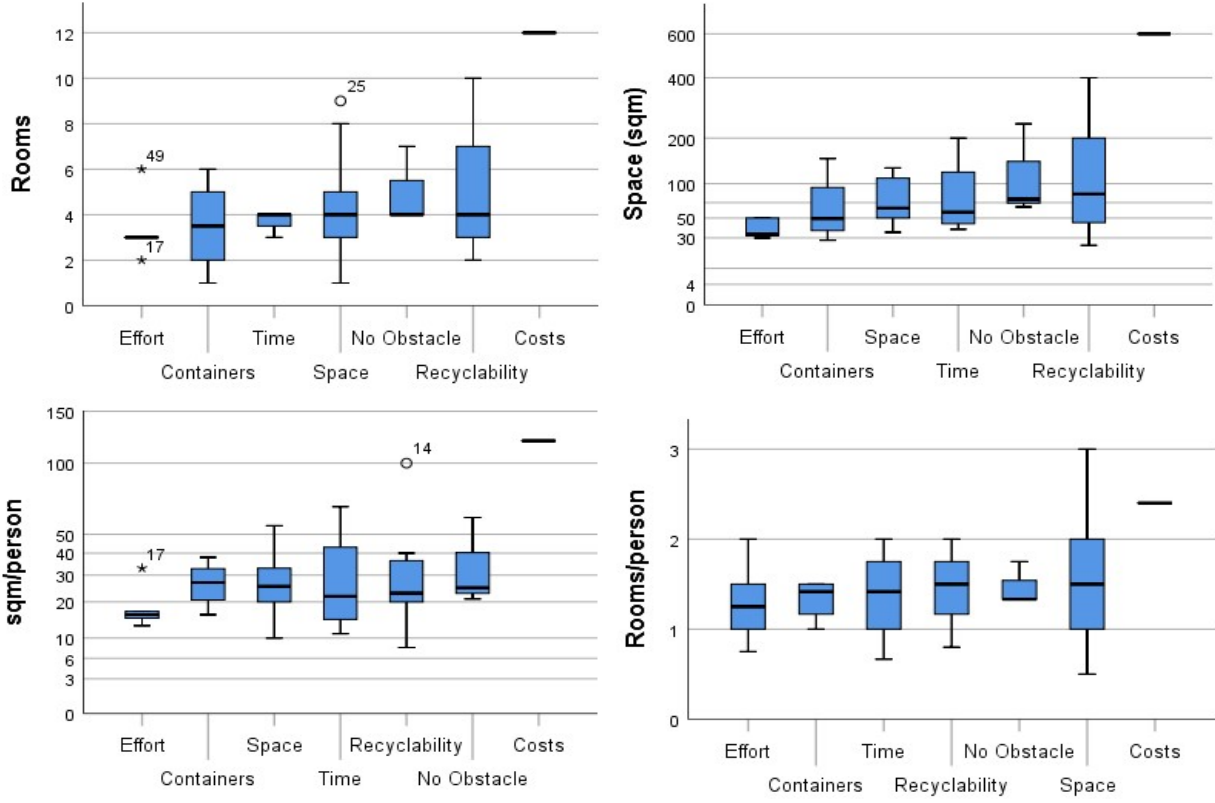 Rooms
12
10
8
6
4
2
0
49
17
25
Effort Time No Obstacle Costs
Containers Space Recyclability
Space (sqm)
600
400
200
100
50
30
4
0
Effort Space No Obstacle Costs
Containers Time Recyclability
sqm/person
150
100
50
40
30
20
10
6
3
0
17
14
Effort Space Recyclability Costs
Containers Time No Obstacle
Rooms/person
3
2
1
0
Effort Time No Obstacle Costs
Containers Recyclability Space